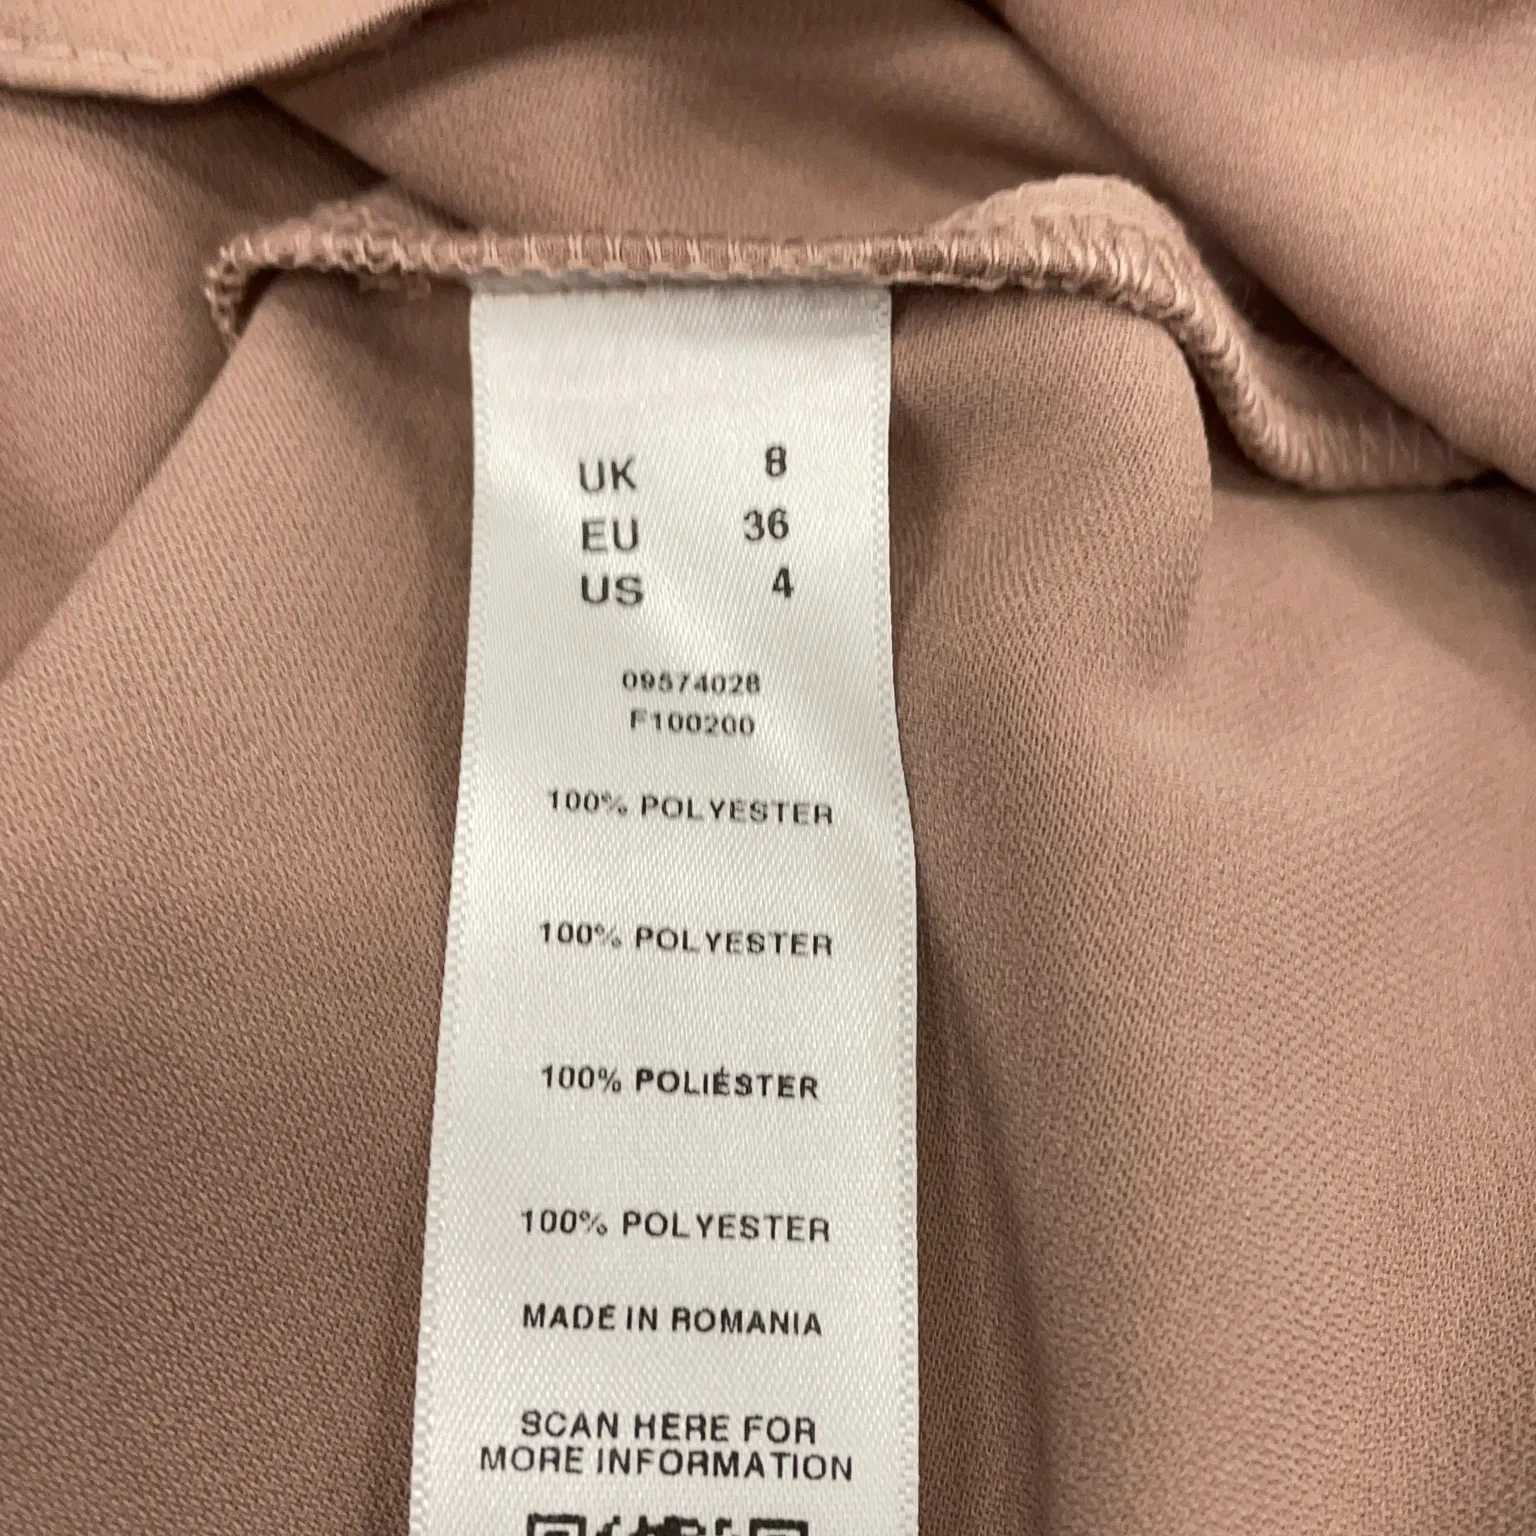 UK 8
EU 36
US 4
09574028
F100200
100% POLYESTER
100% POLYESTER
100% POLIÉSTER
100% POLYESTER
MADE IN ROMANIA
SCAN HERE FOR
MORE INFORMATION